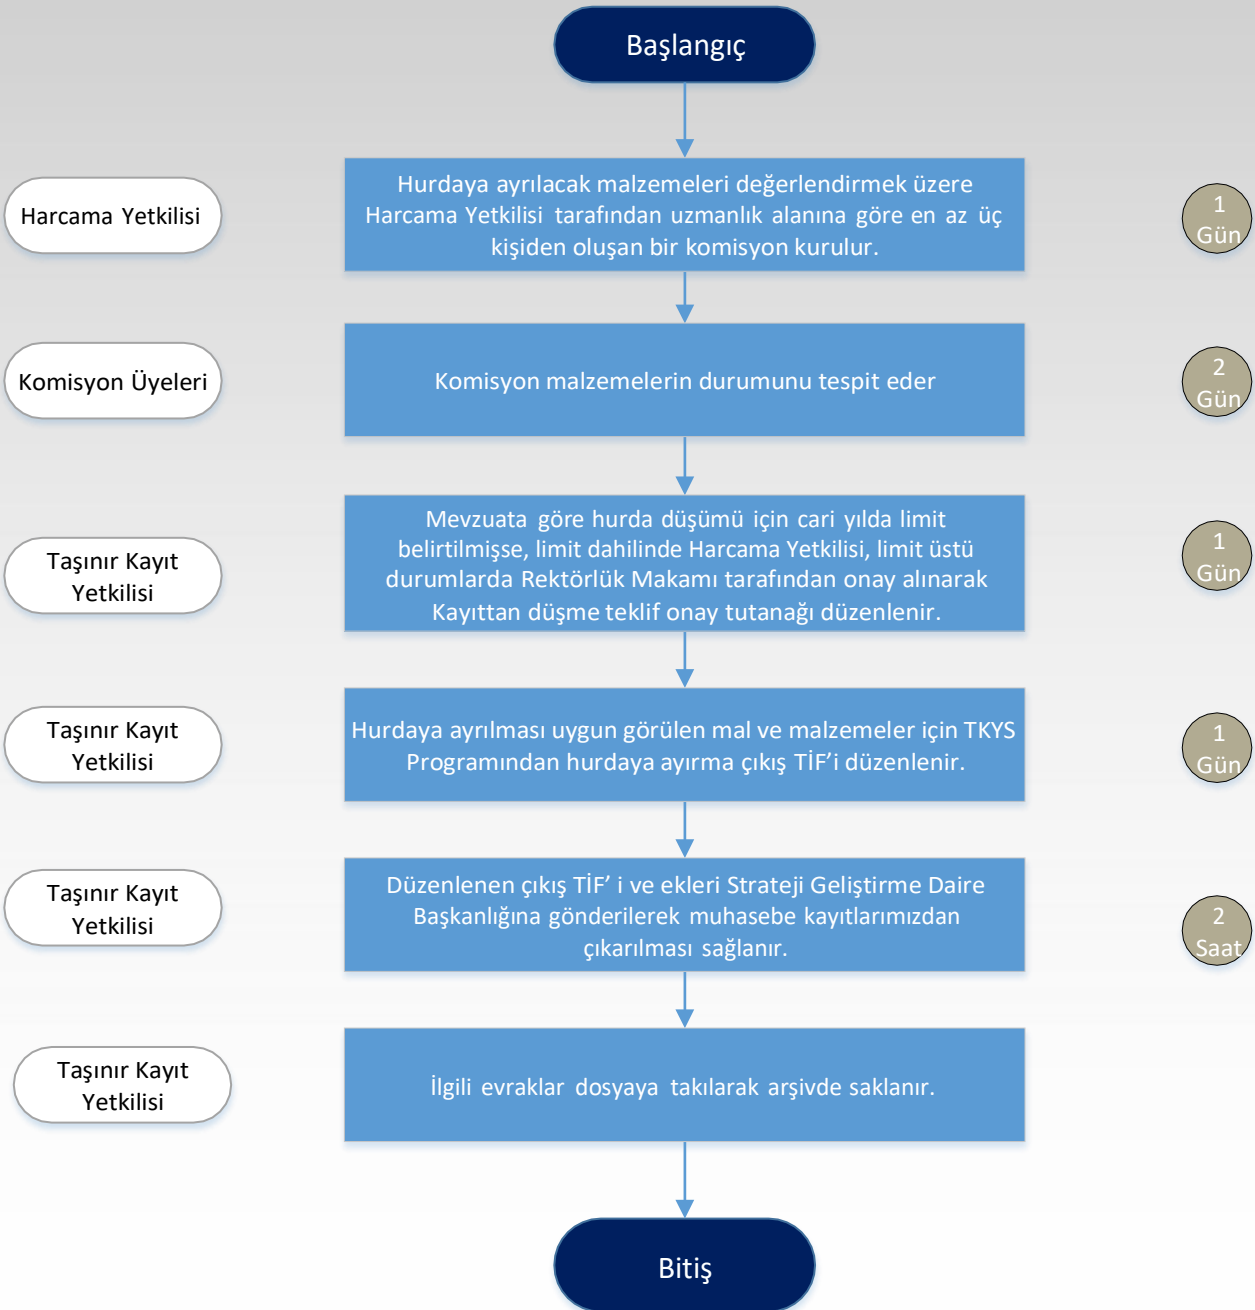 Başlangıç
Harcama Yetkilisi
Hurdaya ayrılacak malzemeleri değerlendirmek üzere
Harcama Yetkilisi tarafından uzmanlık alanına göre en az üç
kişiden oluşan bir komisyon kurulur.
1
Gün
Komisyon Üyeleri
Komisyon malzemelerin durumunu tespit eder
2
Gün
Taşınır Kayıt
Yetkilisi
Mevzuata göre hurda düşümü için cari yılda limit
belirtilmişse, limit dahilinde Harcama Yetkilisi, limit üstü
durumlarda Rektörlük Makamı tarafından onay alınarak
Kayıttan düşme teklif onay tutanağı düzenlenir.
1
Gün
Taşınır Kayıt
Yetkilisi
Hurdaya ayrılması uygun görülen mal ve malzemeler için TKYS
Programından hurdaya ayırma çıkış TİF’i düzenlenir.
1
Gün
Taşınır Kayıt
Yetkilisi
Düzenlenen çıkış TİF’ i ve ekleri Strateji Geliştirme Daire
Başkanlığına gönderilerek muhasebe kayıtlarımızdan
çıkarılması sağlanır.
2
Saat
Taşınır Kayıt
Yetkilisi
İlgili evraklar dosyaya takılarak arşivde saklanır.
Bitiş